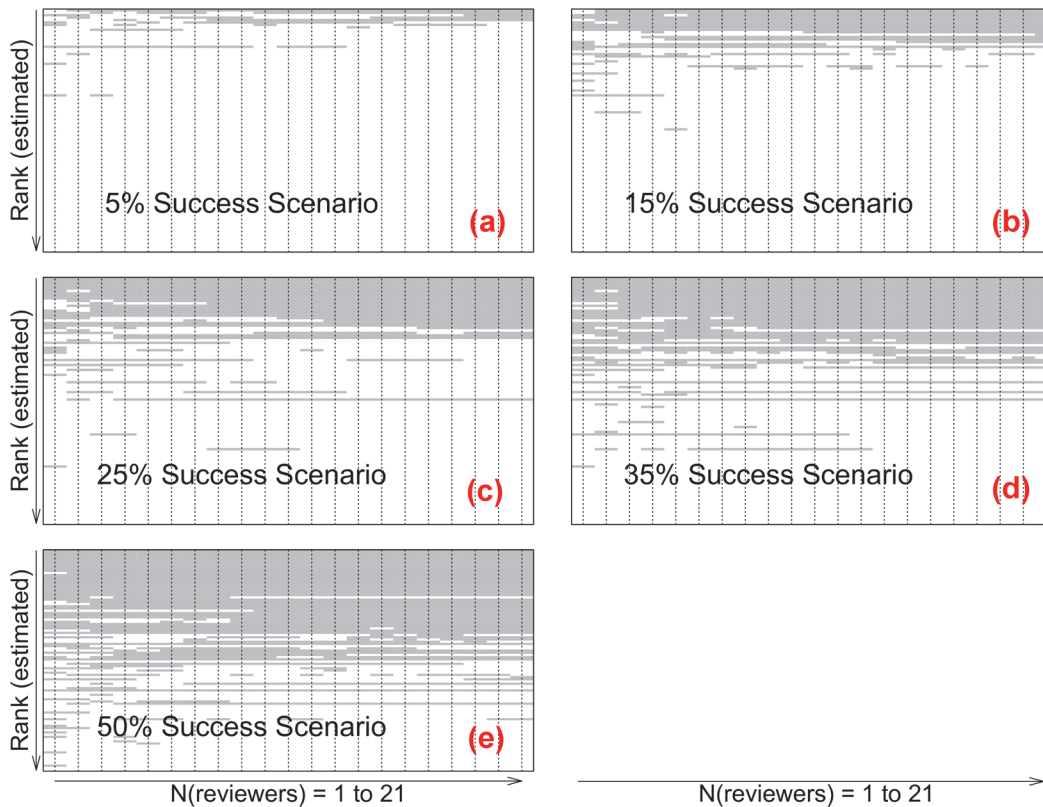 Rank (estimated)
5% Success Scenario
(a)
15% Success Scenario
(b)
Rank (estimated)
25% Success Scenario
(c)
35% Success Scenario
(d)
Rank (estimated)
50% Success Scenario
(e)
N(reviewers) = 1 to 21
N(reviewers) = 1 to 21